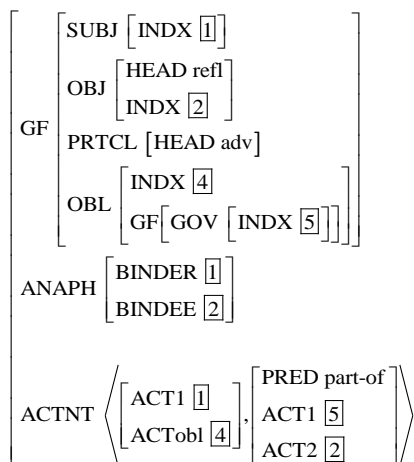 SUBJ [INDX 1]
OBJ [HEAD refl
INDX 2]
GF
PRTCL [HEAD adv]
OBL [INDX 4
GF[GOV [INDX 5]]]
ANAPH [BINDER 1
BINDEE 2]
ACTNT ⟨[ACT1 1
ACTobl 4], [PRED part-of
ACT1 5
ACT2 2]⟩